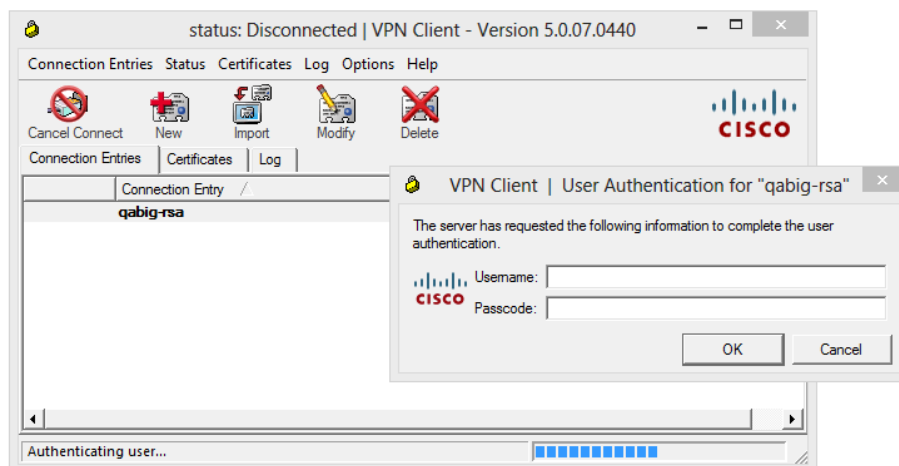 status: Disconnected | VPN Client - Version 5.0.07.0440
Connection Entries Status Certificates Log Options Help
Cancel Connect New Import Modify Delete
CISCO
Connection Entries Certificates Log
Connection Entry
qabig-rsa
VPN Client | User Authentication for "qabig-rsa"
The server has requested the following information to complete the user
authentication.
CISCO
Username:
Passcode:
OK Cancel
Authenticating user...